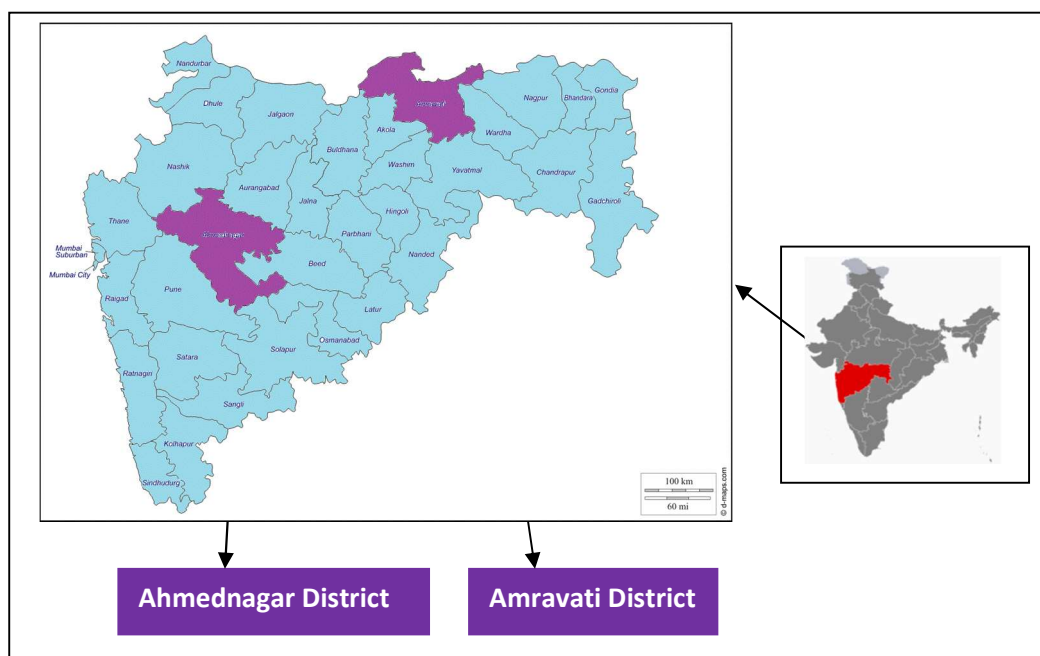 Nandurbar
Dhule
Jalgaon
Nagpur
Bhandara
Gondia
Akola
Wardha
Buldhana
Washim
Yavatmal
Chandrapur
Nashik
Aurangabad
Jalna
Hingoli
Gadchiroli
Thane
Parbhani
Mumbai
Suburban
Mumbai City
Beed
Nanded
Raigad
Pune
Latur
Osmanabad
Solapur
Satara
Ratnagiri
Sangli
Kolhapur
Sindhudurg
100 km
60 mi
© d-maps.com
Ahmednagar District
Amravati District